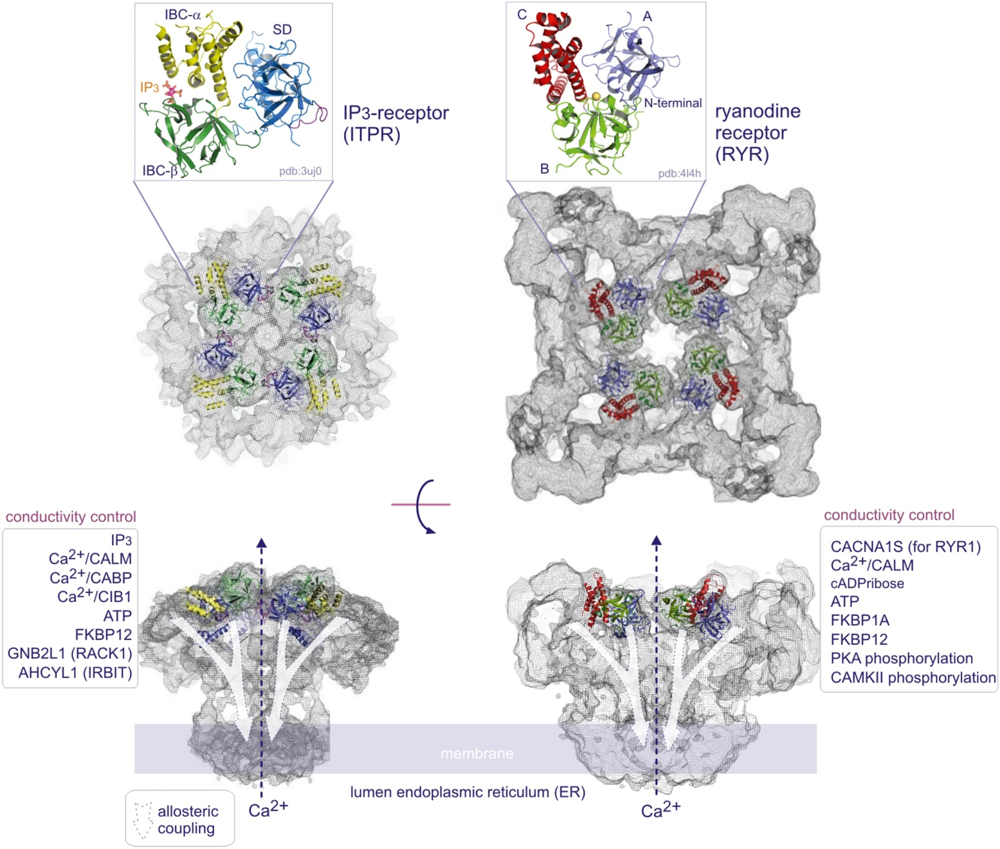 IBC-α
SD
IP3
IBC-β
pdb:3uj0
IP3-receptor
(ITPR)
C
A
N-terminal
B
pdb:4l4h
ryanodine
receptor
(RYR)
conductivity control
IP3
Ca2+/CALM
Ca2+/CABP
Ca2+/CIB1
ATP
FKBP12
GNB2L1 (RACK1)
AHCYL1 (IRBIT)
conductivity control
CACNA1S (for RYR1)
Ca2+/CALM
cADPribose
ATP
FKBP1A
FKBP12
PKA phosphorylation
CAMKII phosphorylation
membrane
lumen endoplasmic reticulum (ER)
Ca2+
Ca2+
allosteric
coupling